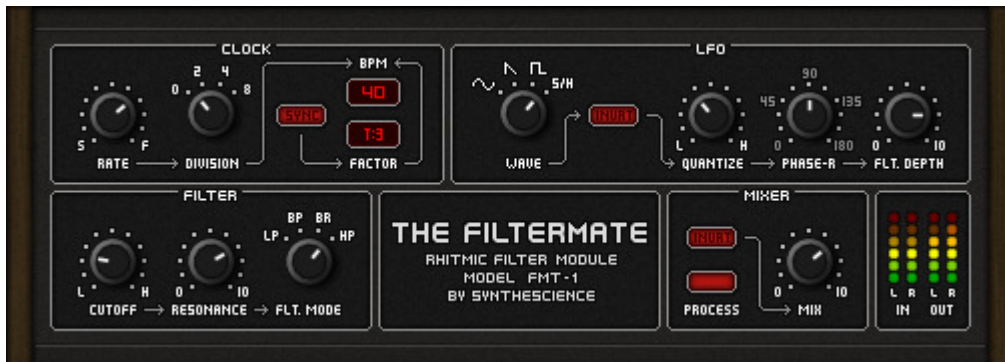 CLOCK
0 2 4 8
BPM
40
SYNC
T:3
S F
RATE DIVISION FACTOR
LFO
S/H
INVRT
L H
0 45 90 135 180
0 10
WAVE QUANTIZE PHASE-R FLT. DEPTH
FILTER
L H
0 10
LP BP BR HP
CUTOFF RESONANCE FLT. MODE
THE FILTERMATE
RHITMIC FILTER MODULE
MODEL FMT-1
BY SYNTHESCIENCE
MIXER
INVRT
0 10
PROCESS MIX
L R L R
IN OUT